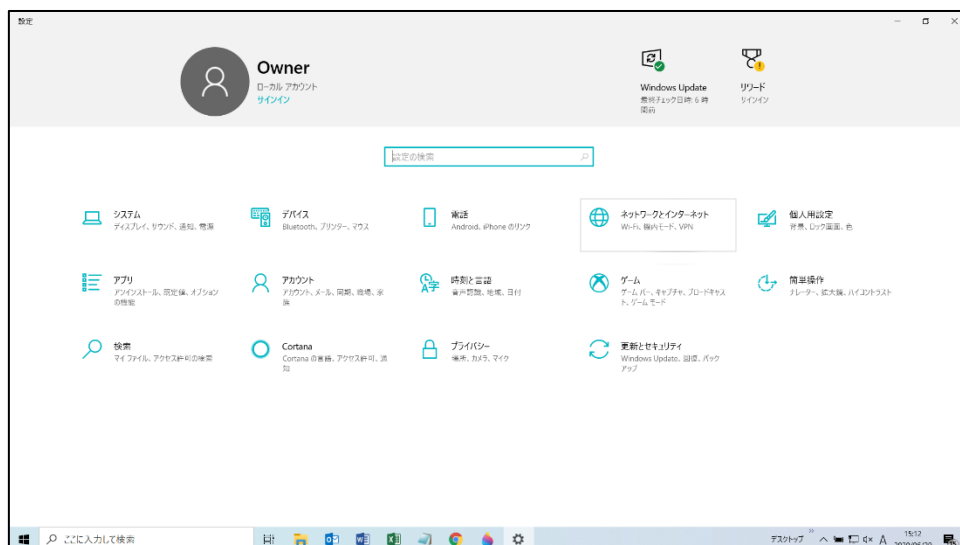 設定
Owner
ローカル アカウント
サインイン
Windows Update
最終チェック日時: 6 時
間前
リワード
サインイン
設定の検索
システム
ディスプレイ、サウンド、通知、電源
デバイス
Bluetooth、プリンター、マウス
電話
Android、iPhone のリンク
ネットワークとインターネット
Wi-Fi、機内モード、VPN
個人用設定
背景、ロック画面、色
アプリ
アンインストール、既定値、オプション
の機能
アカウント
アカウント、メール、同期、職場、家
族
時刻と言語
音声認識、地域、日付
ゲーム
ゲーム バー、キャプチャ、ブロードキャス
ト、ゲーム モード
簡単操作
ナレーター、拡大鏡、ハイコントラスト
検索
マイ ファイル、アクセス許可の検索
Cortana
Cortana の言語、アクセス許可、通
知
プライバシー
場所、カメラ、マイク
更新とセキュリティ
Windows Update、回復、バック
アップ
ここに入力して検索
デスクトップ
A
15:12